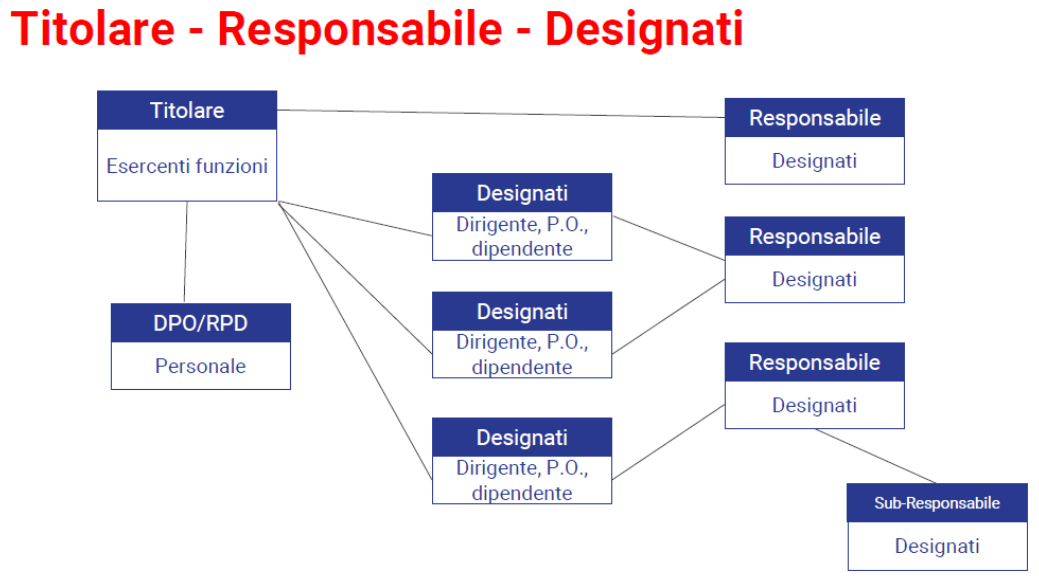 Titolare - Responsabile - Designati
Titolare
Esercenti funzioni
DPO/RPD
Personale
Designati
Dirigente, P.O.,
dipendente
Designati
Dirigente, P.O.,
dipendente
Designati
Dirigente, P.O.,
dipendente
Responsabile
Designati
Responsabile
Designati
Responsabile
Designati
Sub-Responsabile
Designati